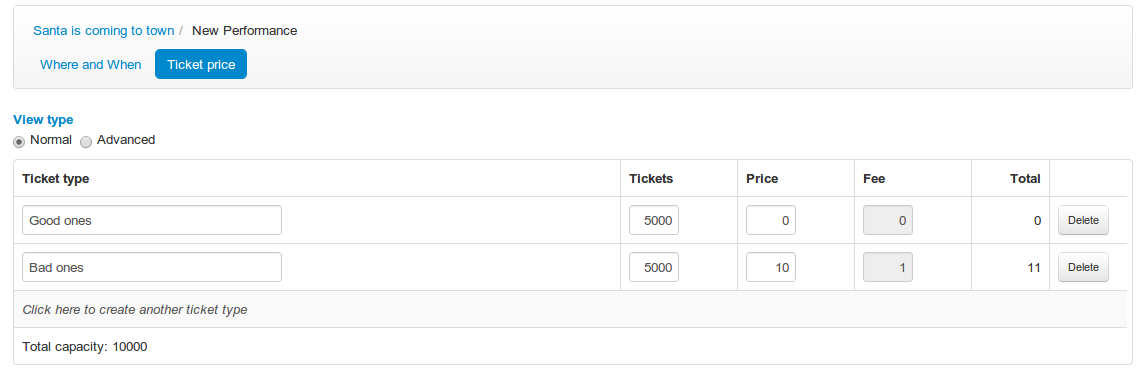 Santa is coming to town / New Performance
Where and When Ticket price
View type
Normal Advanced
Ticket type Tickets Price Fee Total
Good ones 5000 0 0 0 Delete
Bad ones 5000 10 1 11 Delete
Click here to create another ticket type
Total capacity: 10000